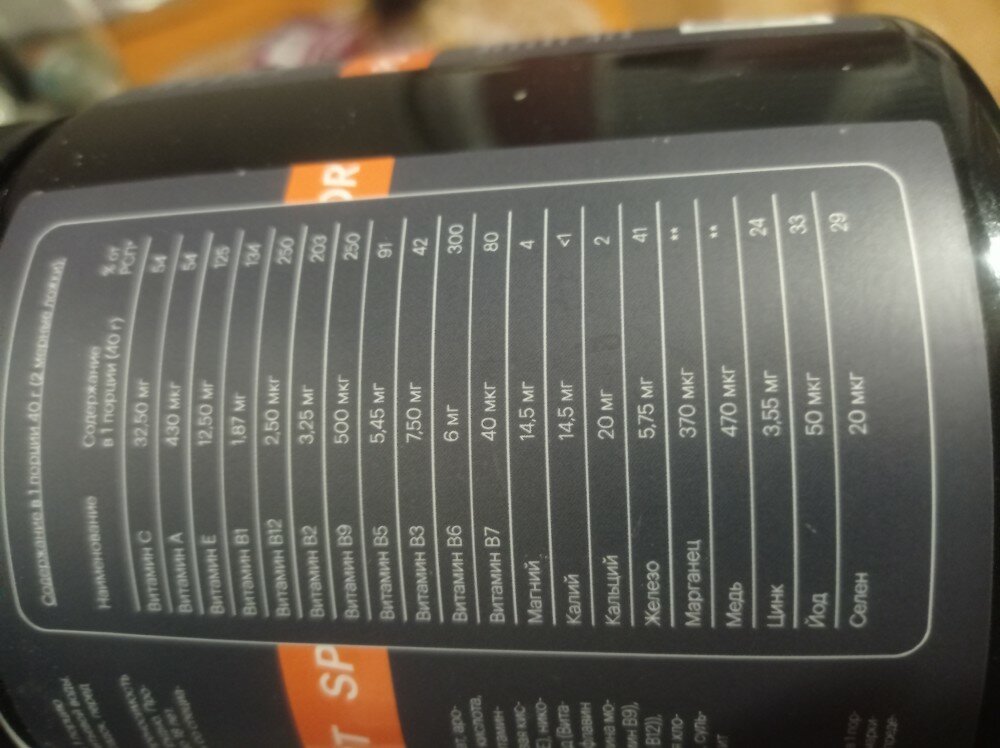 Содержание в 1 порции 40 г (2 мерные ложки):
Наименование Содержание в 1 порции (40 г) % от РСП*
Витамин C 32,50 мг 54
Витамин A 430 мкг 54
Витамин E 12,50 мг 125
Витамин B1 1,87 мг 134
Витамин B12 2,50 мкг 250
Витамин B2 3,25 мг 203
Витамин B9 500 мкг 250
Витамин B5 5,45 мг 91
Витамин B3 7,50 мг 42
Витамин B6 6 мг 300
Витамин B7 40 мкг 80
Магний 14,5 мг 4
Калий 14,5 мг <1
Кальций 20 мг 2
Железо 5,75 мг 41
Марганец 370 мкг **
Медь 470 мкг **
Цинк 3,55 мг 24
Йод 50 мкг 33
Селен 20 мкг 29
T SP
OR
кислота,